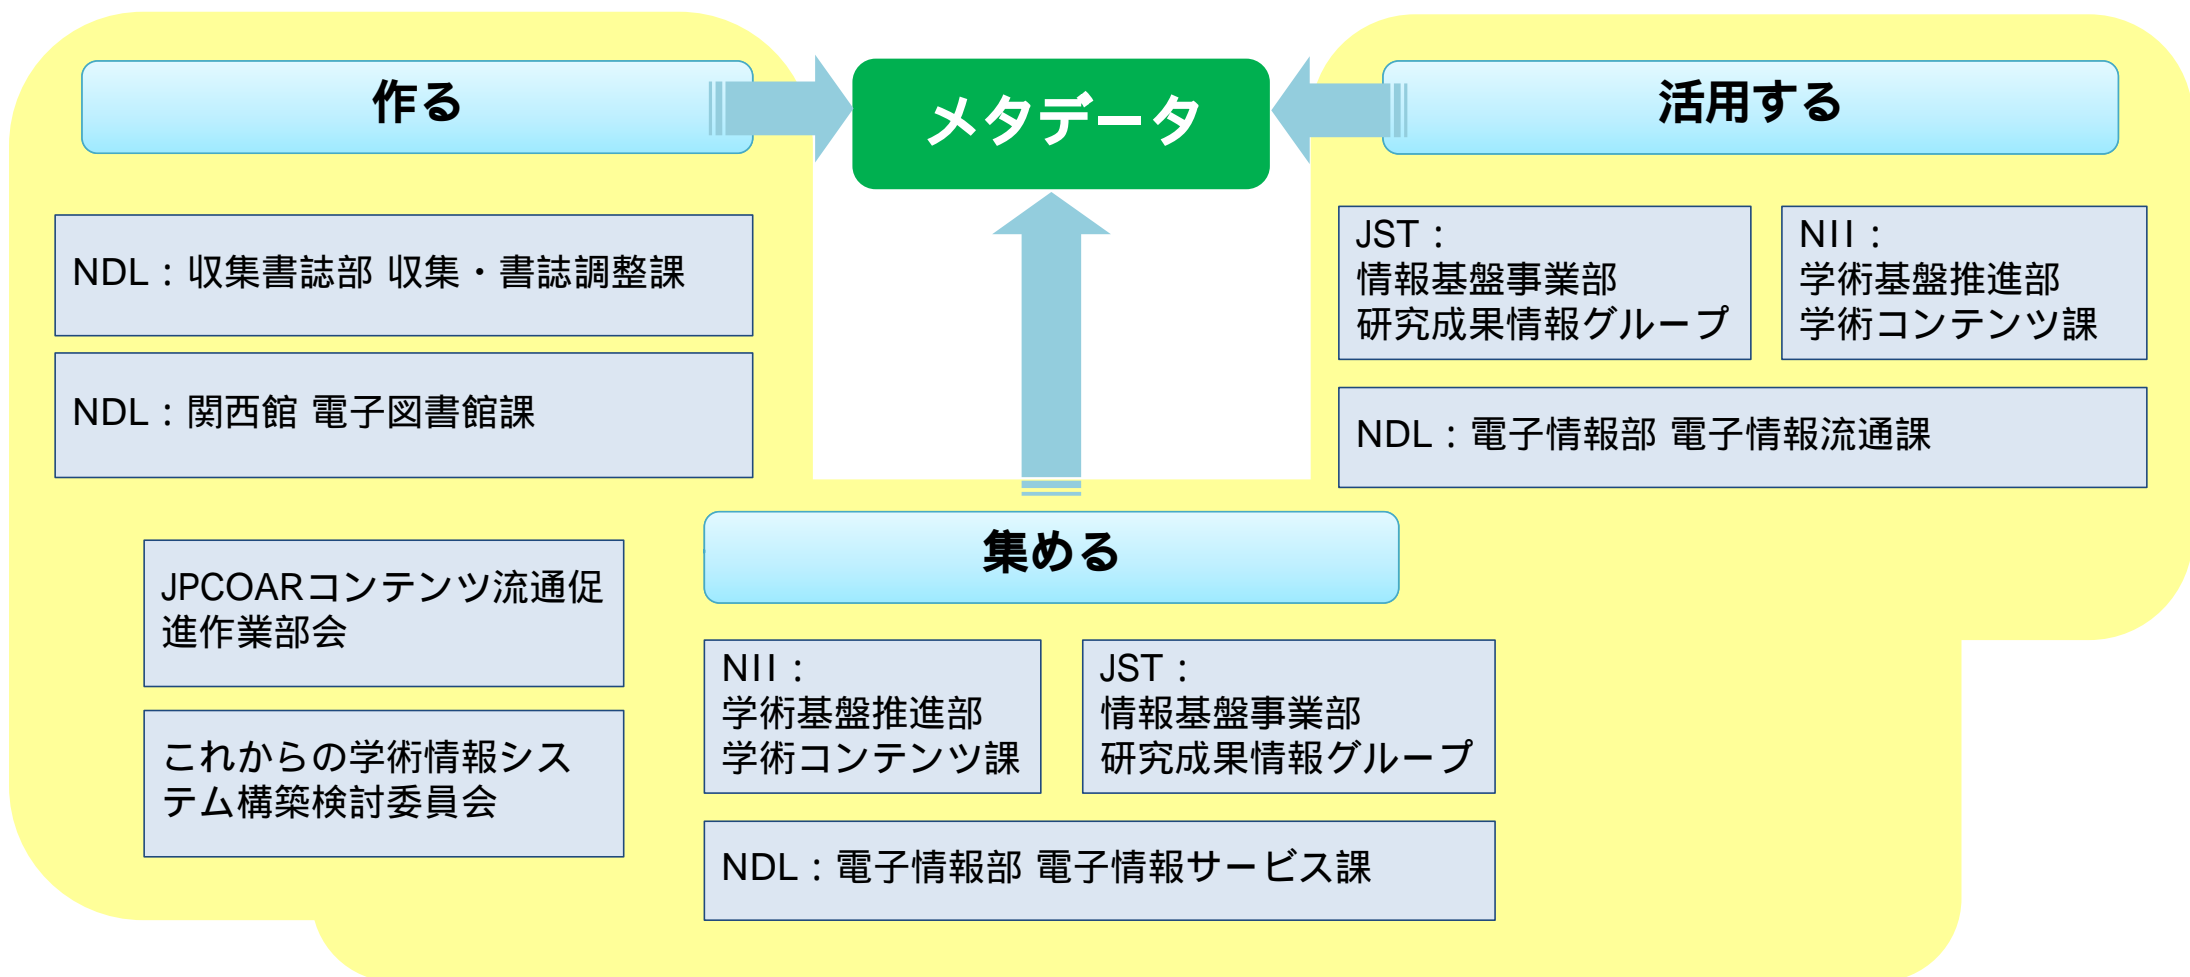 作る
メタデータ
活用する
NDL：収集書誌部 収集・書誌調整課
NDL：関西館 電子図書館課
JPCOARコンテンツ流通促
進作業部会
これからの学術情報シス
テム構築検討委員会
JST：
情報基盤事業部
研究成果情報グループ
NII：
学術基盤推進部
学術コンテンツ課
NDL：電子情報部 電子情報流通課
集める
NII：
学術基盤推進部
学術コンテンツ課
JST：
情報基盤事業部
研究成果情報グループ
NDL：電子情報部 電子情報サービス課